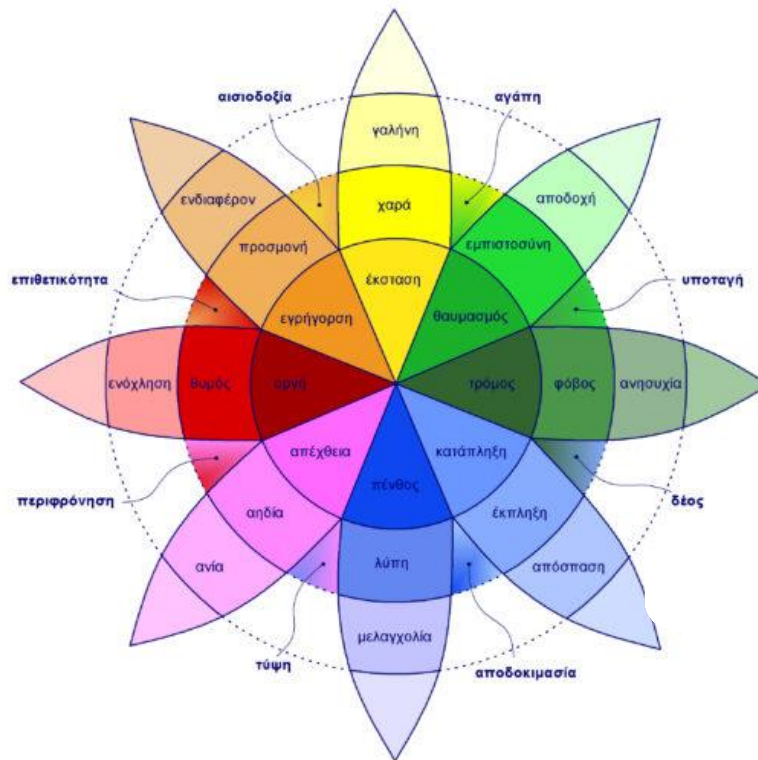 αισιοδοξία
αγάπη
γαλήνη
ενδιαφέρον
αποδοχή
χαρά
προσμονή
εμπιστοσύνη
επιθετικότητα
έκσταση
υποταγή
εγρήγορση
θαυμασμός
ενόχληση
θυμός
οργή
τρόμος
φόβος
ανησυχία
απέχθεια
κατάπληξη
πένθος
περιφρόνηση
αηδία
έκπληξη
δέος
ανία
λύπη
απόσπαση
μελαγχολία
τύψη
αποδοκιμασία